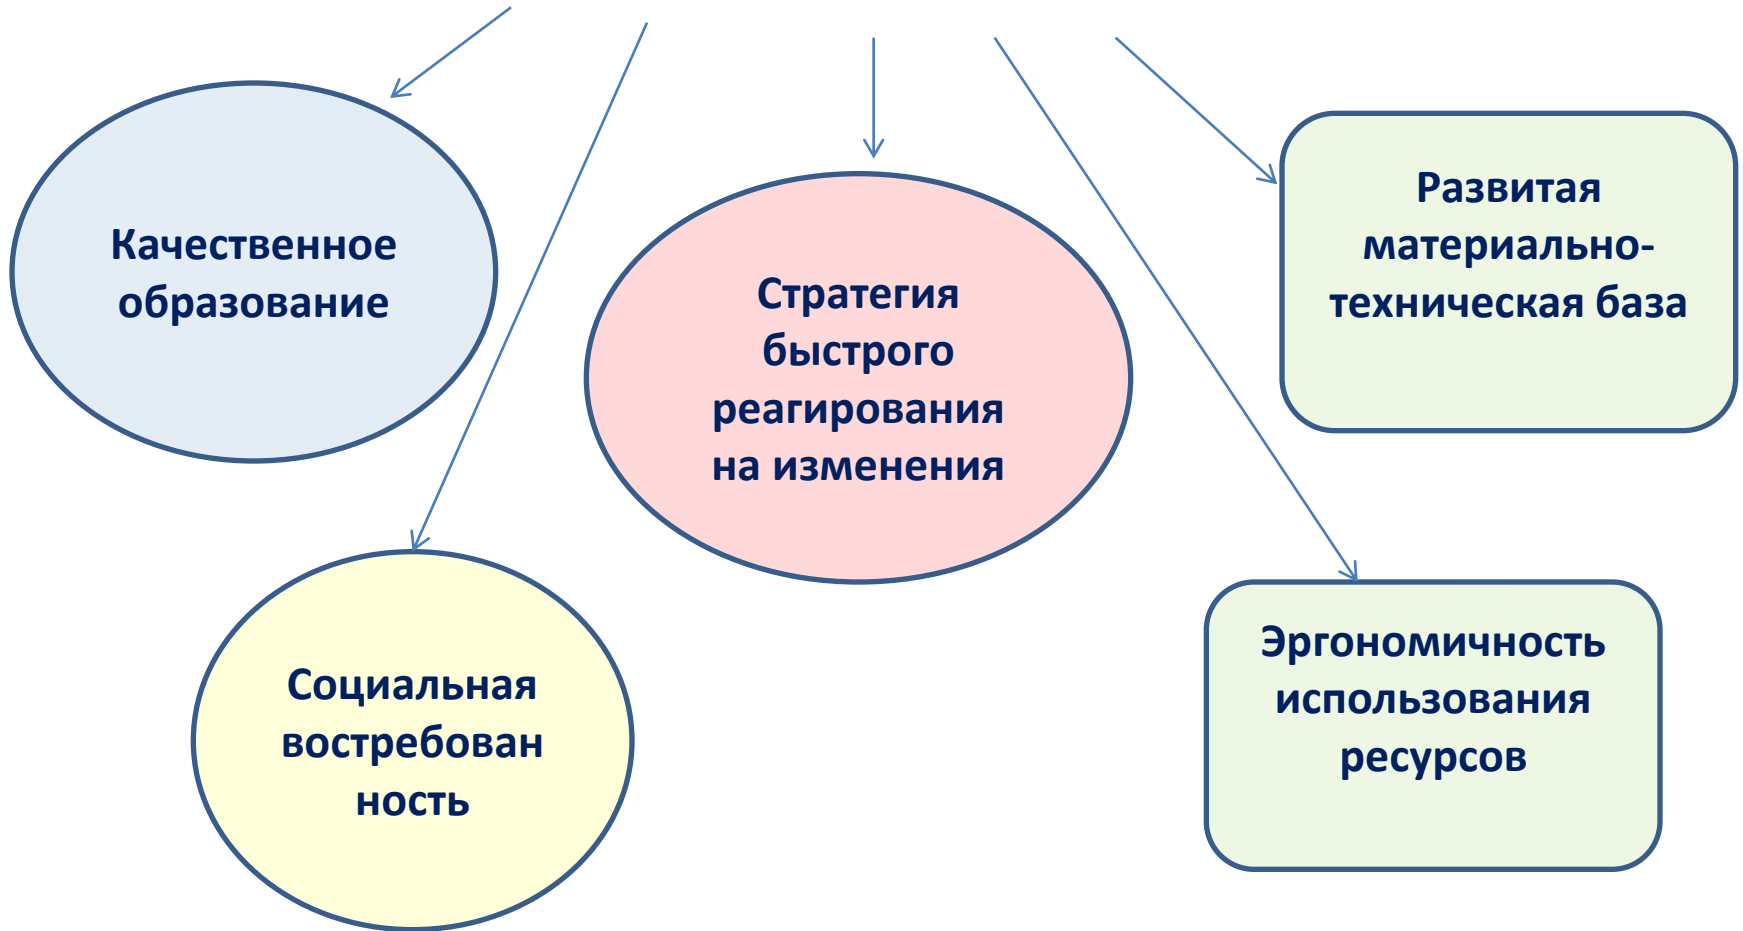 Качественное
образование
Стратегия
быстрого
реагирования
на изменения
Развитая
материально-
техническая база
Социальная
востребован
ность
Эргономичность
использования
ресурсов